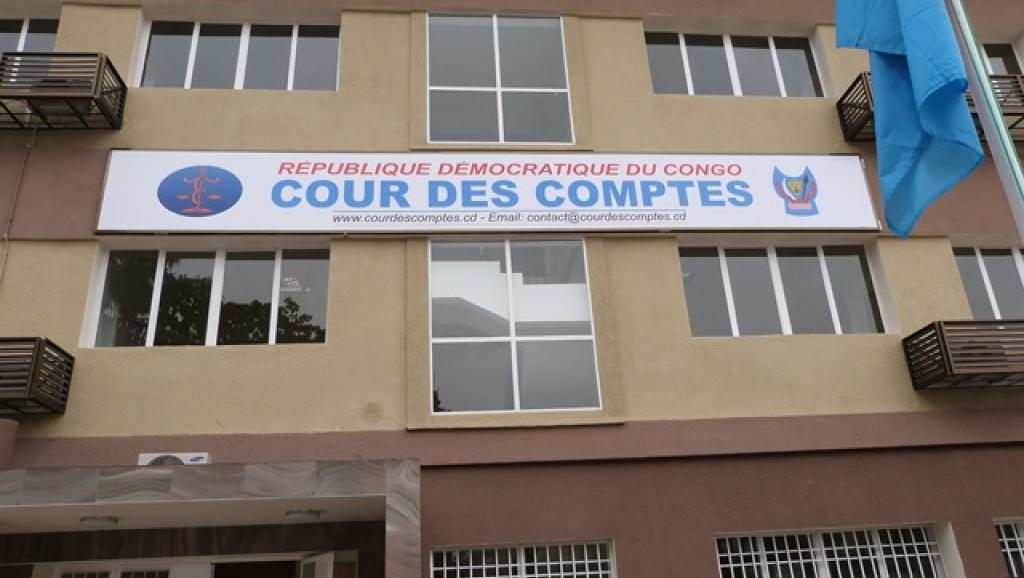 RÉPUBLIQUE DÉMOCRATIQUE DU CONGO
COUR DES COMPTES
www.courdescomptes.cd - Email: contact@courdescomptes.cd